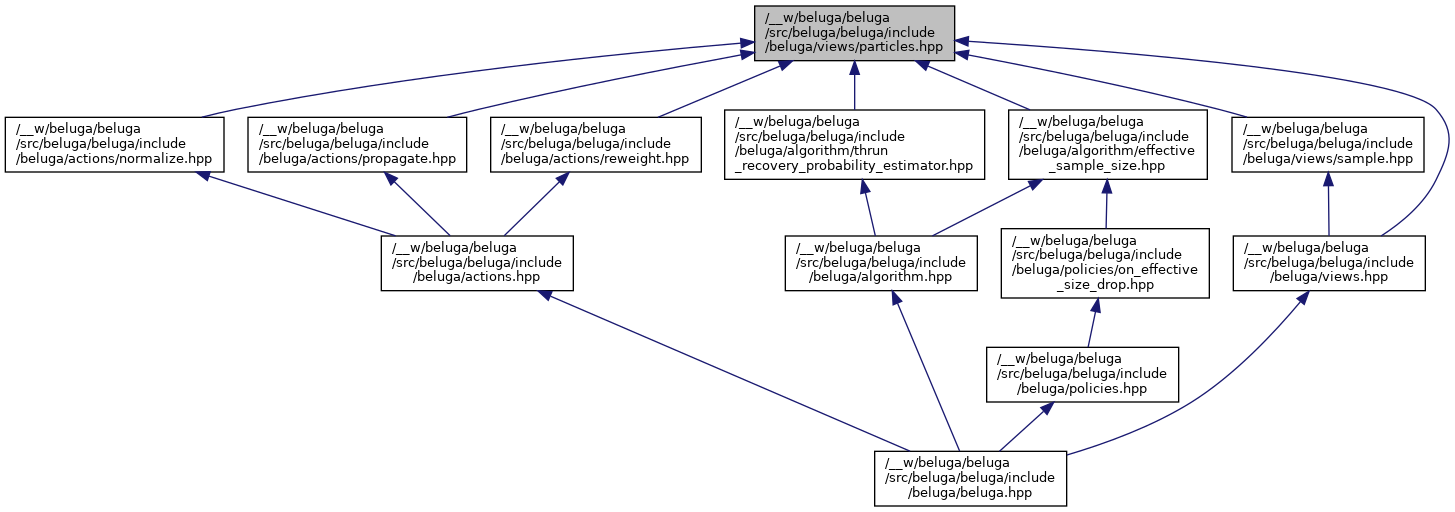 /__w/beluga/beluga
/src/beluga/beluga/include
/beluga/views/particles.hpp
/__w/beluga/beluga
/src/beluga/beluga/include
/beluga/actions/normalize.hpp
/__w/beluga/beluga
/src/beluga/beluga/include
/beluga/actions/propagate.hpp
/__w/beluga/beluga
/src/beluga/beluga/include
/beluga/actions/reweight.hpp
/__w/beluga/beluga
/src/beluga/beluga/include
/beluga/algorithm/thrun
_recovery_probability_estimator.hpp
/__w/beluga/beluga
/src/beluga/beluga/include
/beluga/algorithm/effective
_sample_size.hpp
/__w/beluga/beluga
/src/beluga/beluga/include
/beluga/views/sample.hpp
/__w/beluga/beluga
/src/beluga/beluga/include
/beluga/actions.hpp
/__w/beluga/beluga
/src/beluga/beluga/include
/beluga/algorithm.hpp
/__w/beluga/beluga
/src/beluga/beluga/include
/beluga/policies/on_effective
_size_drop.hpp
/__w/beluga/beluga
/src/beluga/beluga/include
/beluga/views.hpp
/__w/beluga/beluga
/src/beluga/beluga/include
/beluga/policies.hpp
/__w/beluga/beluga
/src/beluga/beluga/include
/beluga/beluga.hpp